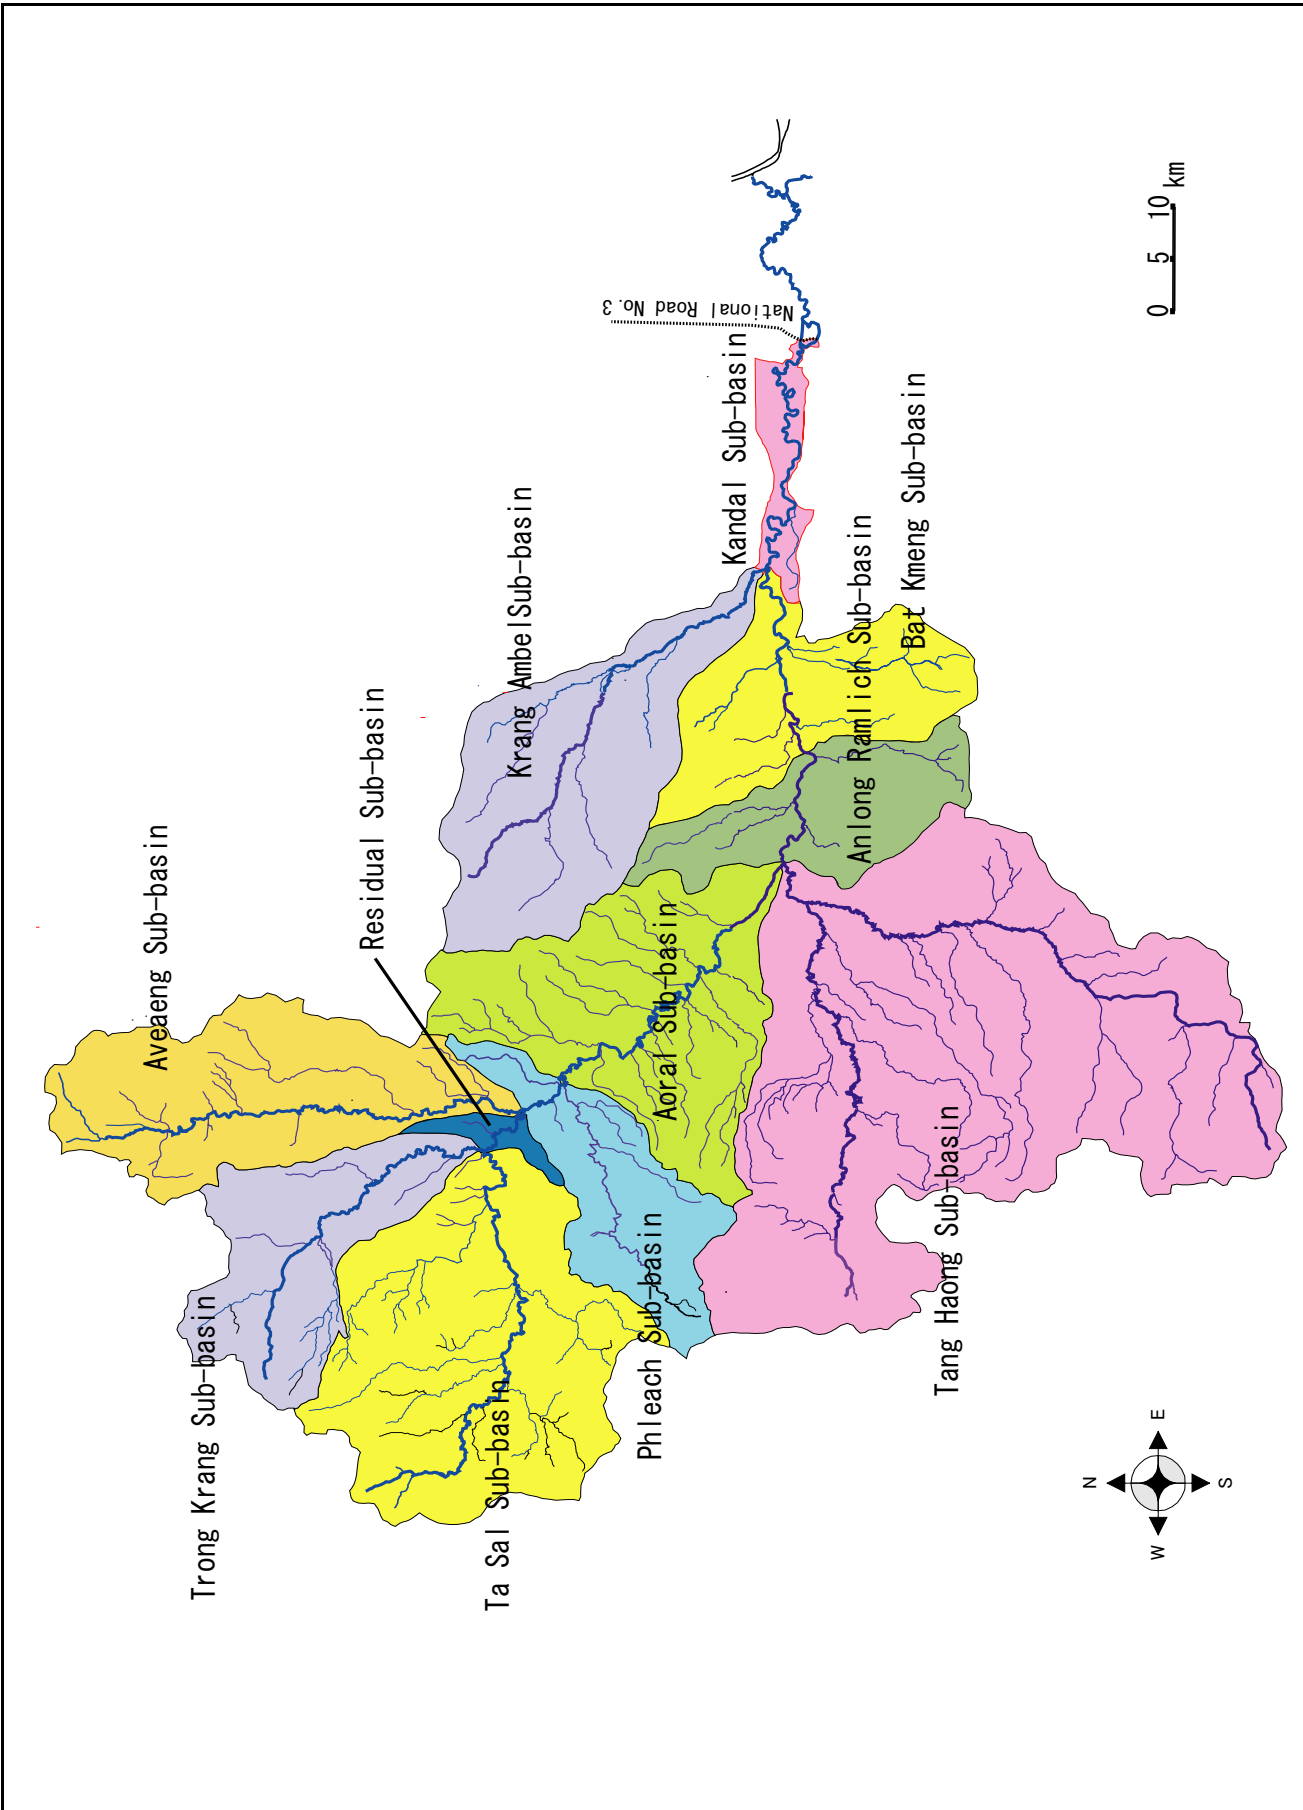 Aveaeng Sub-basin
Trong Krang Sub-basin
Residual Sub-basin
Ta Sal Sub-basin
Krang AmbelSub-basin
Phleach Sub-basin
Aoral Sub-basin
Kandal Sub-basin
National Road No.3
Anlong Ramlich Sub-basin
Bat Kmeng Sub-basin
Tang Haong Sub-basin
0 5 10 km
N
W E
S